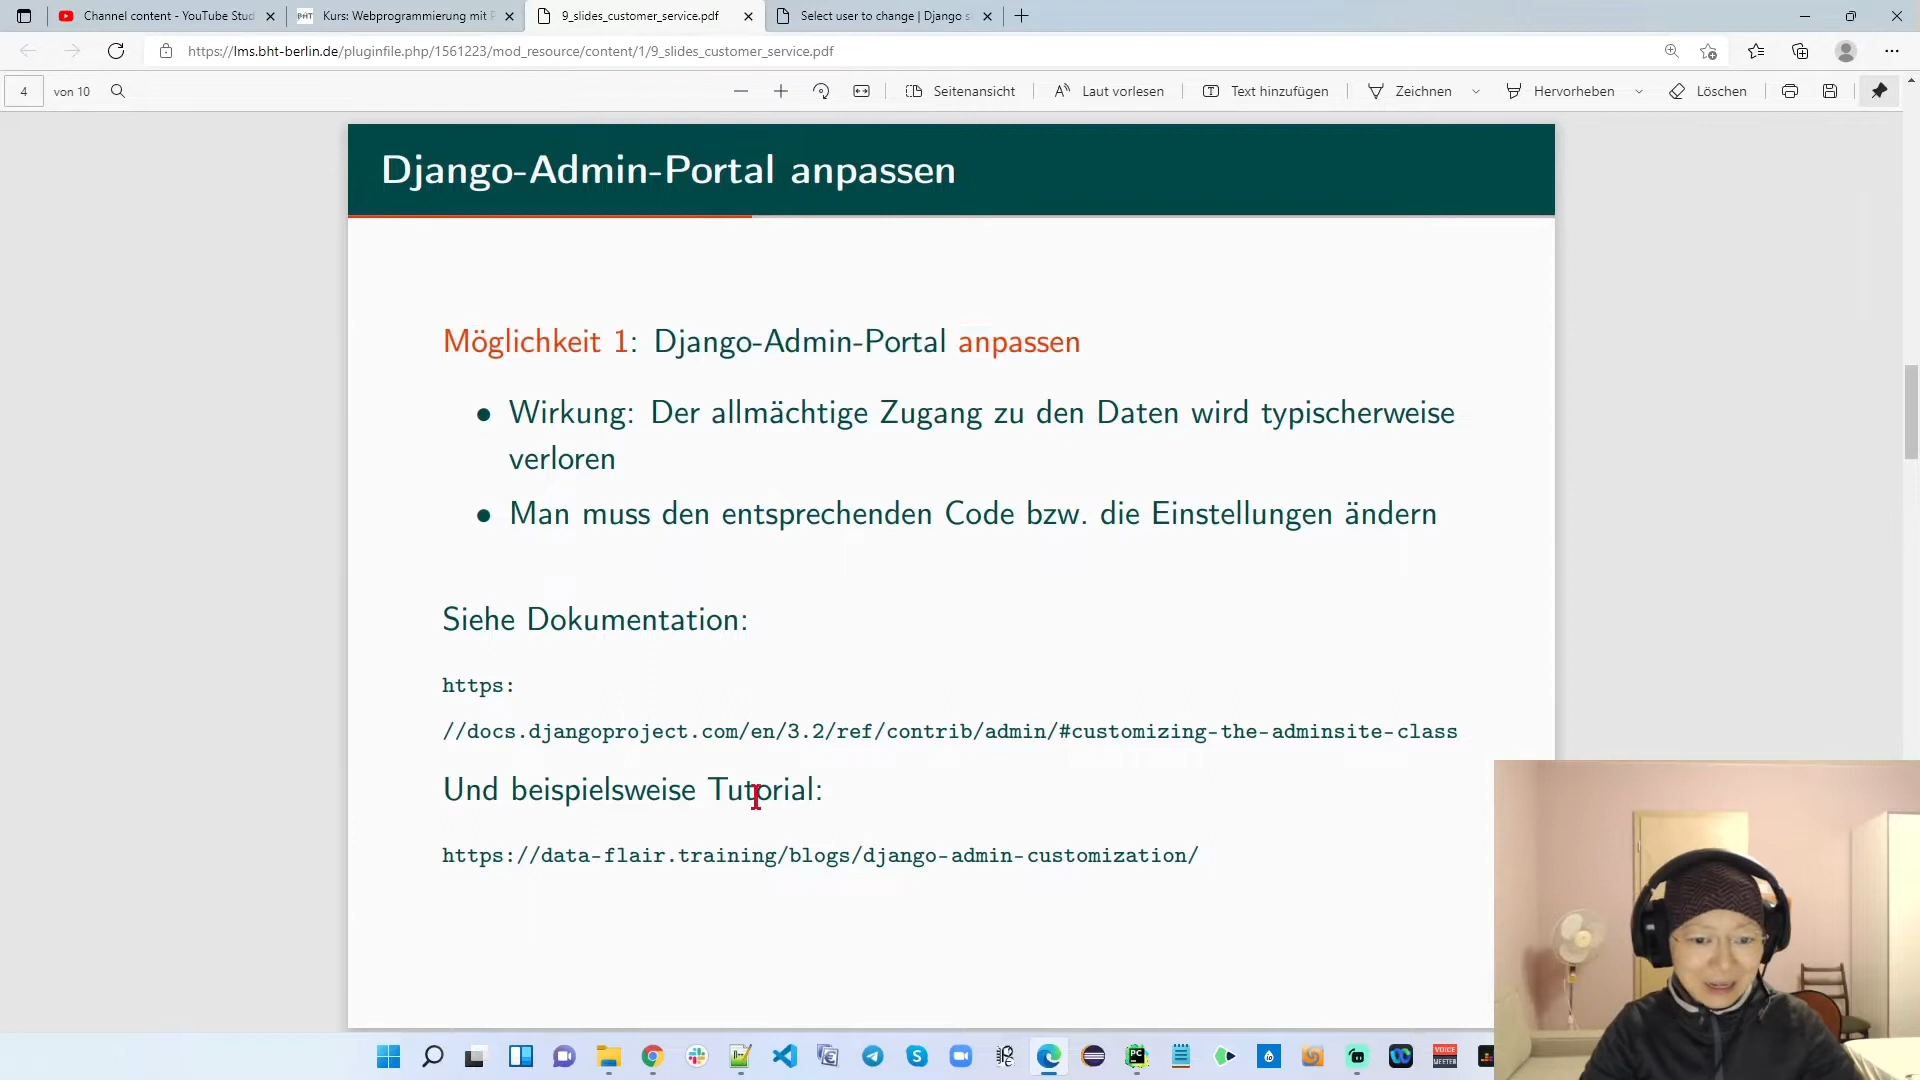 Channel content - YouTube Stud
Kurs: Webprogrammierung mit P
9_slides_customer_service.pdf
Select user to change | Django s
https://lms.bht-berlin.de/pluginfile.php/1561223/mod_resource/content/1/9_slides_customer_service.pdf
4 von 10
Seitenansicht
Laut vorlesen
Text hinzufügen
Zeichnen
Hervorheben
Löschen
Django-Admin-Portal anpassen
Möglichkeit 1: Django-Admin-Portal anpassen
• Wirkung: Der allmächtige Zugang zu den Daten wird typischerweise
verloren
• Man muss den entsprechenden Code bzw. die Einstellungen ändern
Siehe Dokumentation:
https:
//docs.djangoproject.com/en/3.2/ref/contrib/admin/#customizing-the-adminsite-class
Und beispielsweise Tutorial:
https://data-flair.training/blogs/django-admin-customization/